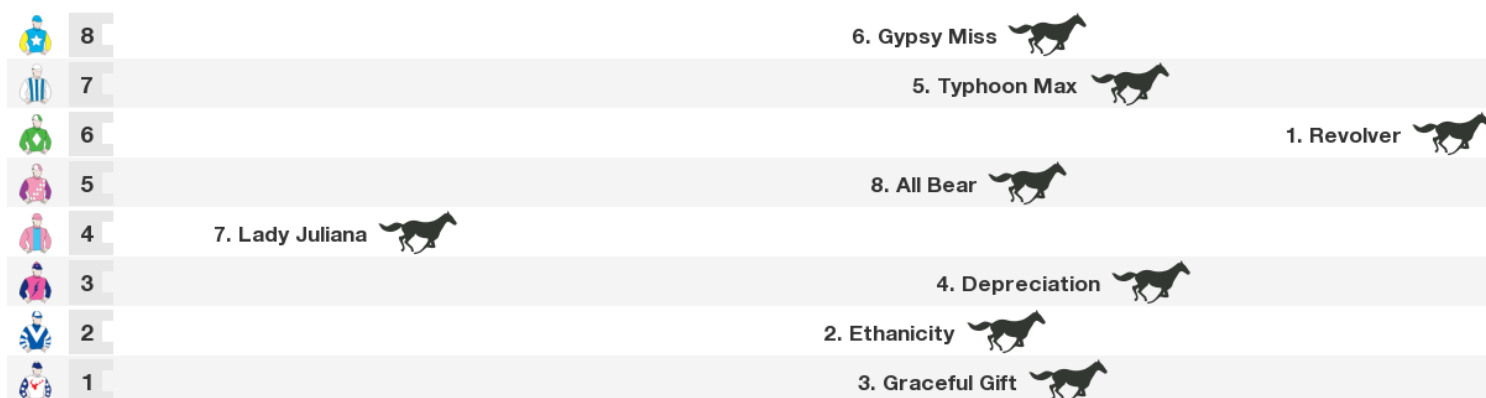 8 6. Gypsy Miss
7 5. Typhoon Max
6 1. Revolver
5 8. All Bear
4 7. Lady Juliana
3 4. Depreciation
2 2. Ethanicity
1 3. Graceful Gift